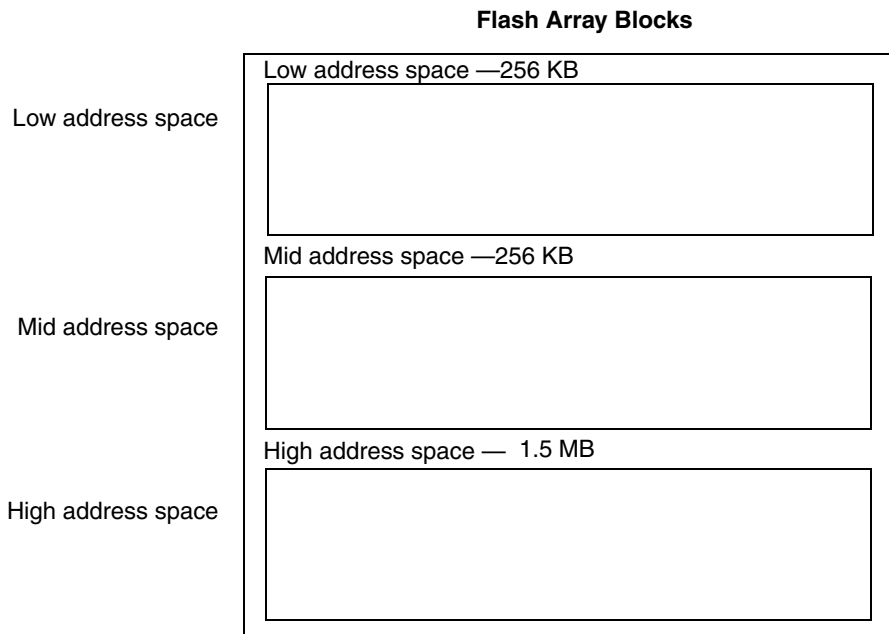 Flash Array Blocks
Low address space —256 KB
Low address space
Mid address space —256 KB
Mid address space
High address space — 1.5 MB
High address space